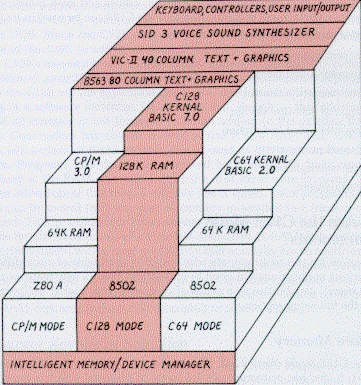 KEYBOARD, CONTROLLERS, USER INPUT/OUTPUT
SID 3 VOICE SOUND SYNTHESIZER
VIC-II 40 COLUMN TEXT + GRAPHICS
8563 80 COLUMN TEXT + GRAPHICS
C128
KERNAL
BASIC 7.0
CP/M
3.0
128K RAM
C64 KERNAL
BASIC 2.0
64K RAM
64 K RAM
Z80 A
8502
8502
CP/M MODE
C128 MODE
C64 MODE
INTELLIGENT MEMORY/DEVICE MANAGER